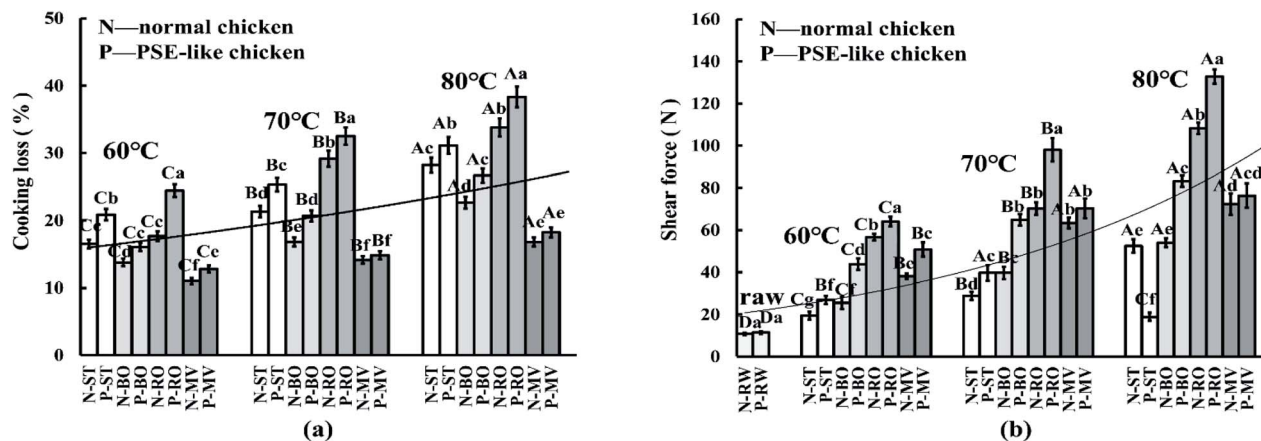 50
40
30
20
10
0
Cooking loss ( % )
N—normal chicken
P—PSE-like chicken
60°C
70°C
80°C
Cc
Cb
Cd
Cc
Cc
Ca
Cf
Ce
Bd
Bc
Be
Bd
Bb
Ba
Bf
Bf
Ac
Ab
Ad
Ac
Ab
Aa
Ae
Ae
N-ST
P-ST
N-BO
P-BO
N-RO
P-RO
N-MV
P-MV
N-ST
P-ST
N-BO
P-BO
N-RO
P-RO
N-MV
P-MV
N-ST
P-ST
N-BO
P-BO
N-RO
P-RO
N-MV
P-MV
(a)
160
140
120
100
80
60
40
20
0
Shear force ( N )
N—normal chicken
P—PSE-like chicken
raw
60°C
70°C
80°C
Da
Da
Cg
Bf
Cf
Cd
Cb
Ca
Be
Bc
Bd
Ac
Bc
Bb
Bb
Ba
Ab
Ab
Ae
Cf
Ae
Ac
Ab
Aa
Ad
Acd
N-RW
P-RW
N-ST
P-ST
N-BO
P-BO
N-RO
P-RO
N-MV
P-MV
N-ST
P-ST
N-BO
P-BO
N-RO
P-RO
N-MV
P-MV
N-ST
P-ST
N-BO
P-BO
N-RO
P-RO
N-MV
P-MV
(b)